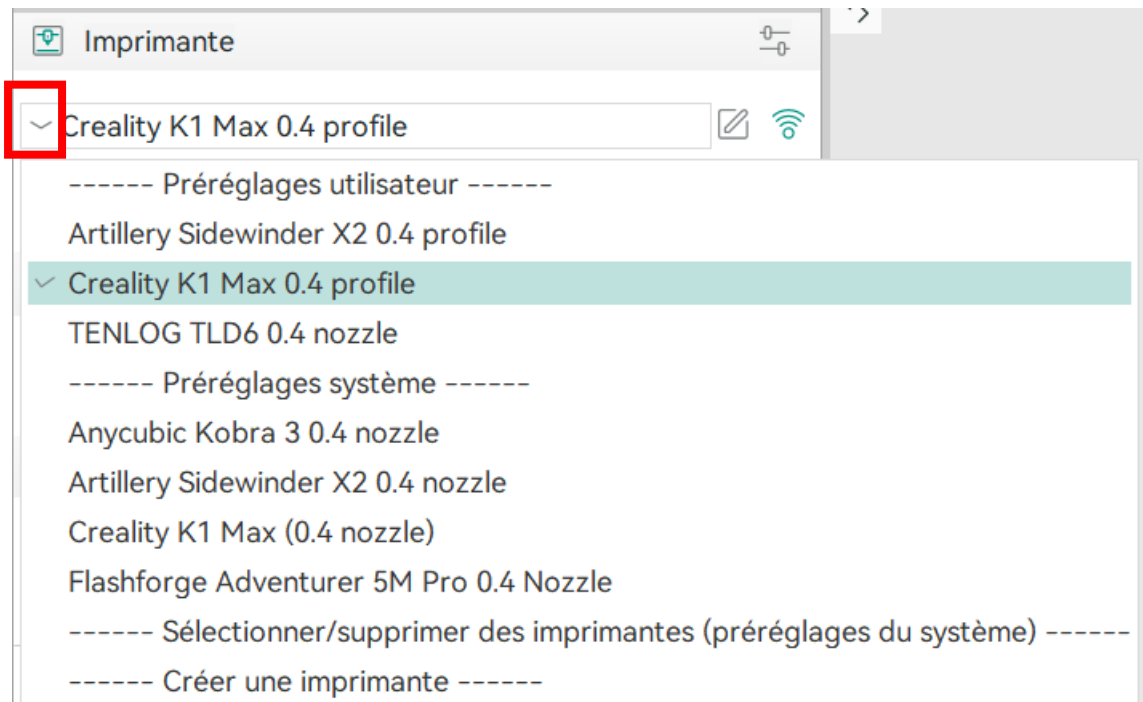 Imprimante
Creality K1 Max 0.4 profile
------ Préréglages utilisateur ------
Artillery Sidewinder X2 0.4 profile
Creality K1 Max 0.4 profile
TENLOG TLD6 0.4 nozzle
------ Préréglages système ------
Anycubic Kobra 3 0.4 nozzle
Artillery Sidewinder X2 0.4 nozzle
Creality K1 Max (0.4 nozzle)
Flashforge Adventurer 5M Pro 0.4 Nozzle
------ Sélectionner/supprimer des imprimantes (préréglages du système) ------
------ Créer une imprimante ------